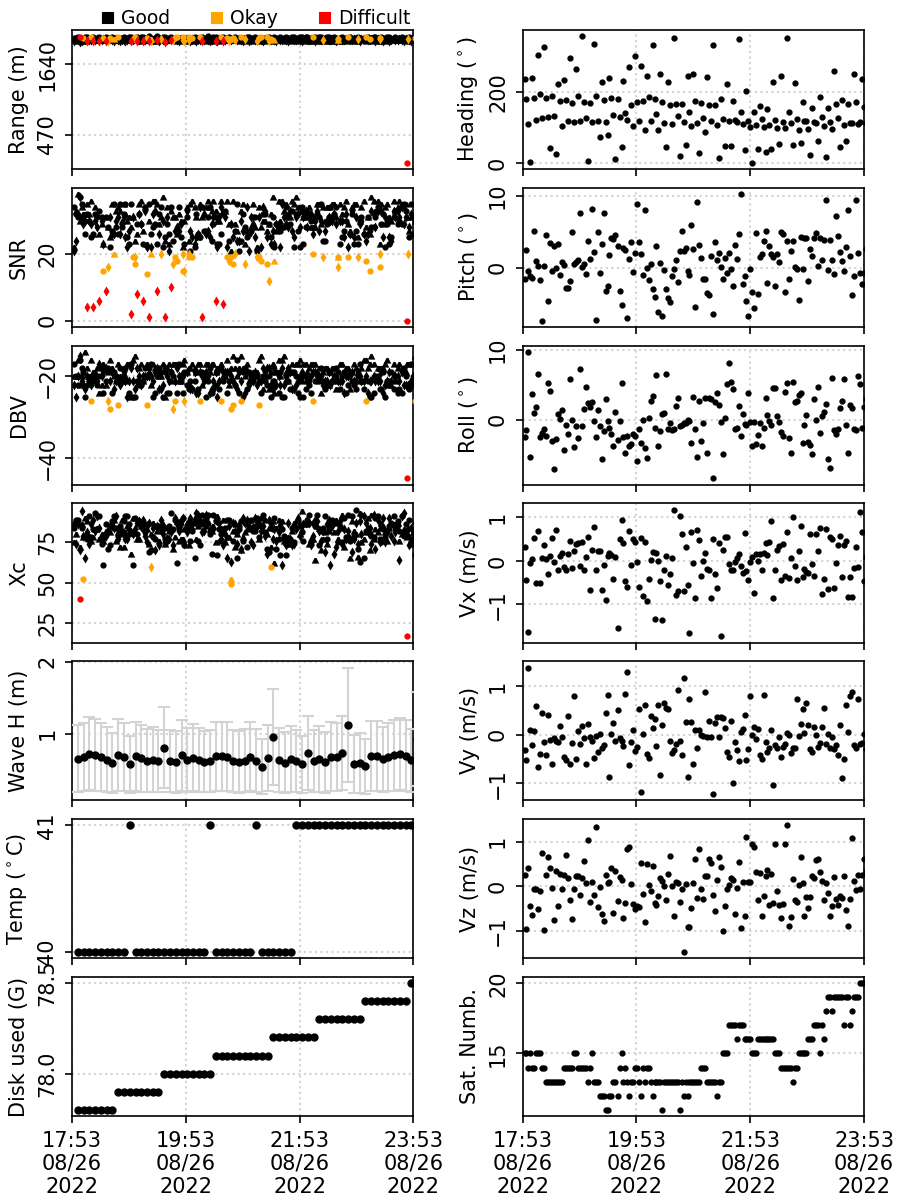 Good Okay Difficult
Range (m)
1640
470
Heading (°)
200
0
SNR
20
0
Pitch (°)
10
0
DBV
−20
−40
Roll (°)
10
0
Xc
75
50
25
Vx (m/s)
1
0
−1
Wave H (m)
2
1
Vy (m/s)
1
0
−1
Temp (°C)
41
40
Vz (m/s)
1
0
−1
Disk used (G)
78.5
78.0
Sat. Numb.
20
15
17:53 19:53 21:53 23:53 17:53 19:53 21:53 23:53
08/26 08/26 08/26 08/26 08/26 08/26 08/26 08/26
2022 2022 2022 2022 2022 2022 2022 2022